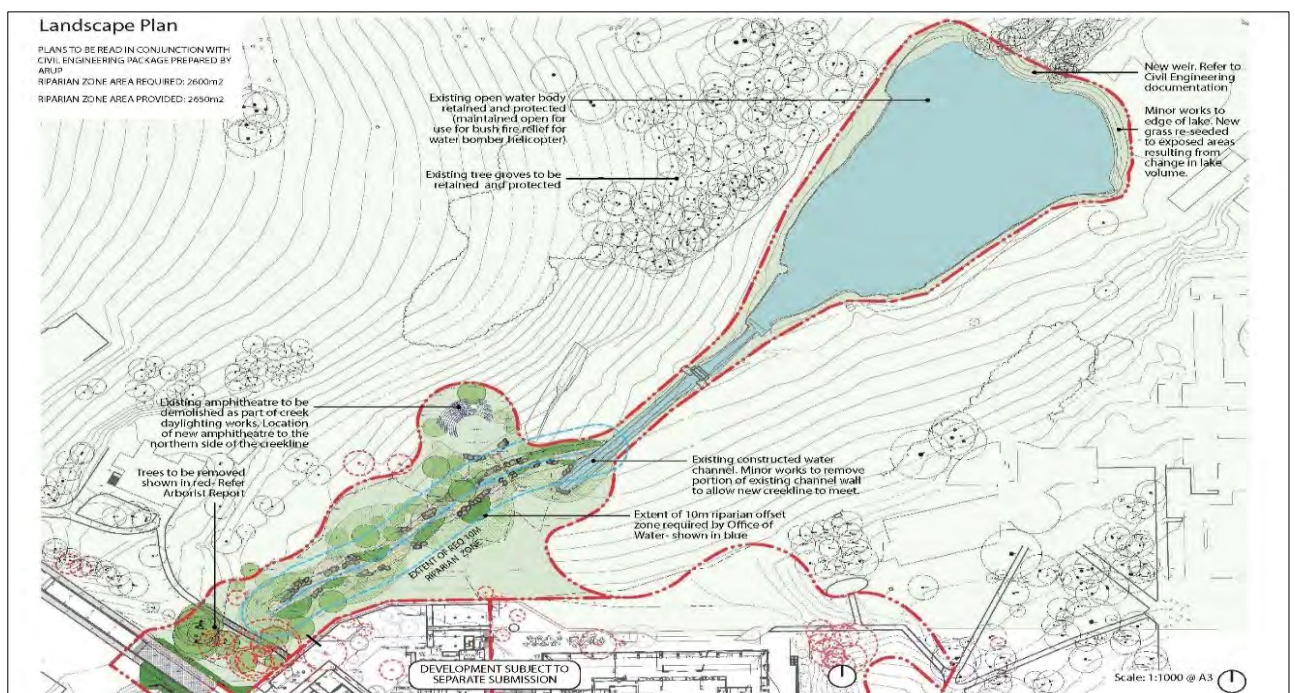 Landscape Plan
PLANS TO BE READ IN CONJUNCTION WITH
CIVIL ENGINEERING PACKAGE PREPARED BY
ARUP
RIPARIAN ZONE AREA REQUIRED: 2600m2
RIPARIAN ZONE AREA PROVIDED: 2650m2
Existing open water body
retained and protected
(maintained open for
use for bush fire relief for
water bomber helicopter)
Existing tree groves to be
retained and protected
New weir. Refer to
Civil Engineering
documentation
Minor works to
edge of lake. New
grass re-seeded
to exposed areas
resulting from
change in lake
volume.
Existing amphitheatre to be
demolished as part of creek
daylighting works. Location
of new amphitheatre to the
northern side of the creekline
Trees to be removed
shown in red- Refer
Arborist Report
Existing constructed water
channel. Minor works to remove
portion of existing channel wall
to allow new creekline to meet.
Extent of 10m riparian offset
zone required by Office of
Water- shown in blue
EXTENT OF REQ 10M
RIPARIAN ZONE
DEVELOPMENT SUBJECT TO
SEPARATE SUBMISSION
Scale: 1:1000 @ A3